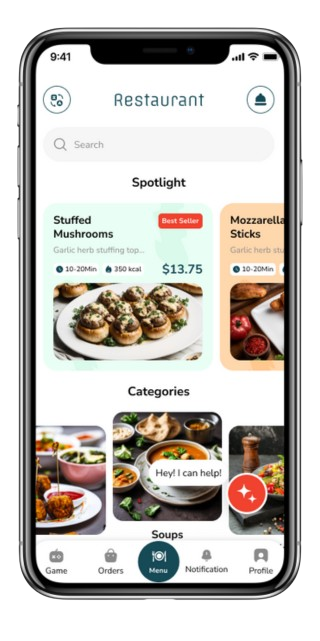 9:41
Restaurant
Search
Spotlight
Stuffed
Mushrooms
Best Seller
Garlic herb stuffing top...
10-20Min
350 kcal
$13.75
Mozzarella
Sticks
Garlic herb stu
10-20Min
Categories
Hey! I can help!
Soups
Game
Orders
Menu
Notification
Profile